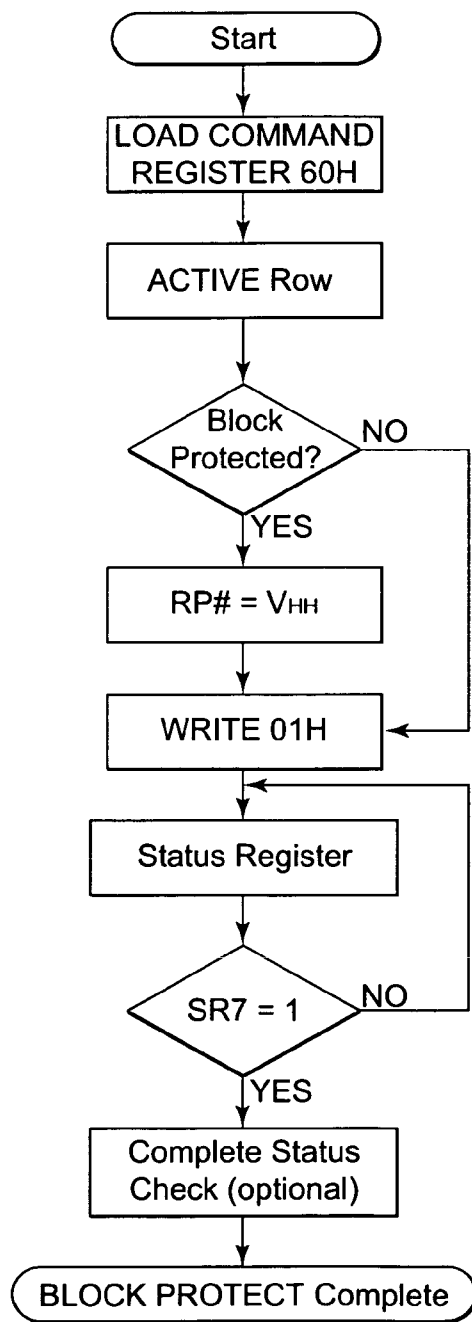 Start
LOAD COMMAND
REGISTER 60H
ACTIVE Row
Block
Protected?
NO
YES
RP# = VHH
WRITE 01H
Status Register
SR7 = 1
NO
YES
Complete Status
Check (optional)
BLOCK PROTECT Complete